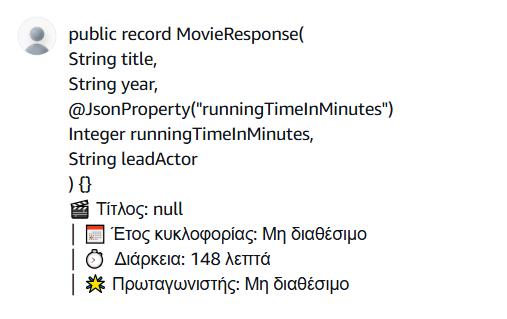 public record MovieResponse(
String title,
String year,
@JsonProperty("runningTimeInMinutes")
Integer runningTimeInMinutes,
String leadActor
) {}
🎬 Τίτλος: null
| 📅 Έτος κυκλοφορίας: Μη διαθέσιμο
| ⏱ Διάρκεια: 148 λεπτά
| 🌟 Πρωταγωνιστής: Μη διαθέσιμο